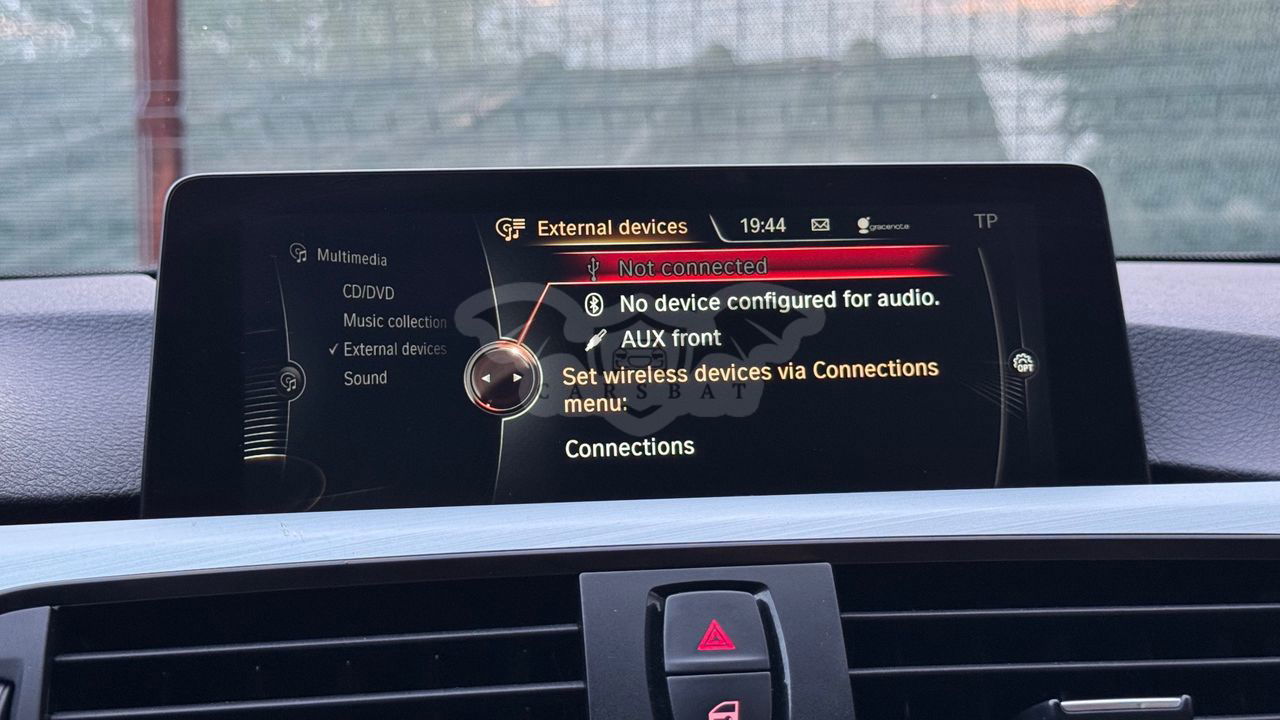 External devices
19:44
gracenote
TP
Multimedia
CD/DVD
Music collection
✓ External devices
Sound
Not connected
No device configured for audio.
AUX front
Set wireless devices via Connections
menu:
Connections
OPT
CARSBAT